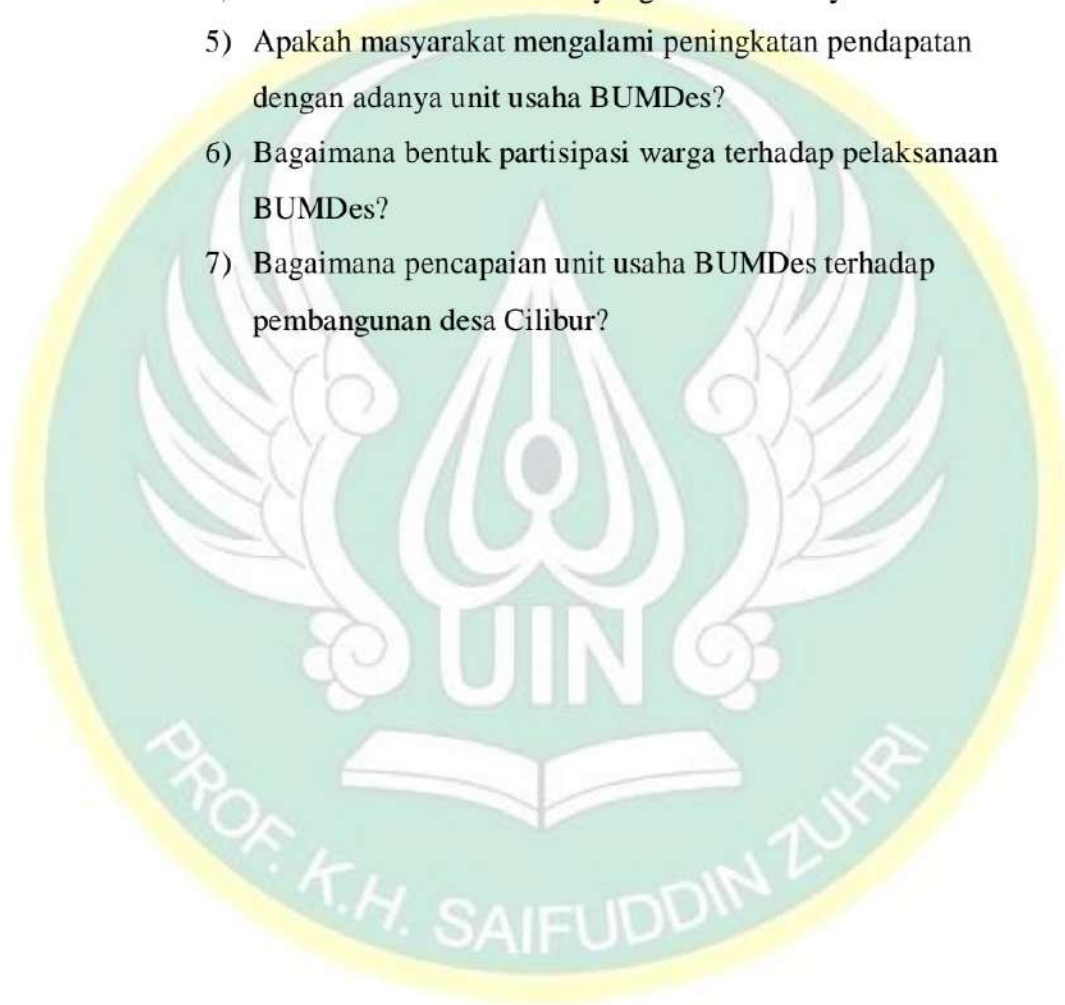 5) Apakah masyarakat mengalami peningkatan pendapatan
dengan adanya unit usaha BUMDes?
6) Bagaimana bentuk partisipasi warga terhadap pelaksanaan
BUMDes?
7) Bagaimana pencapaian unit usaha BUMDes terhadap
pembangunan desa Cilibur?
UIN
PROF. K.H. SAIFUDDIN ZUHRI